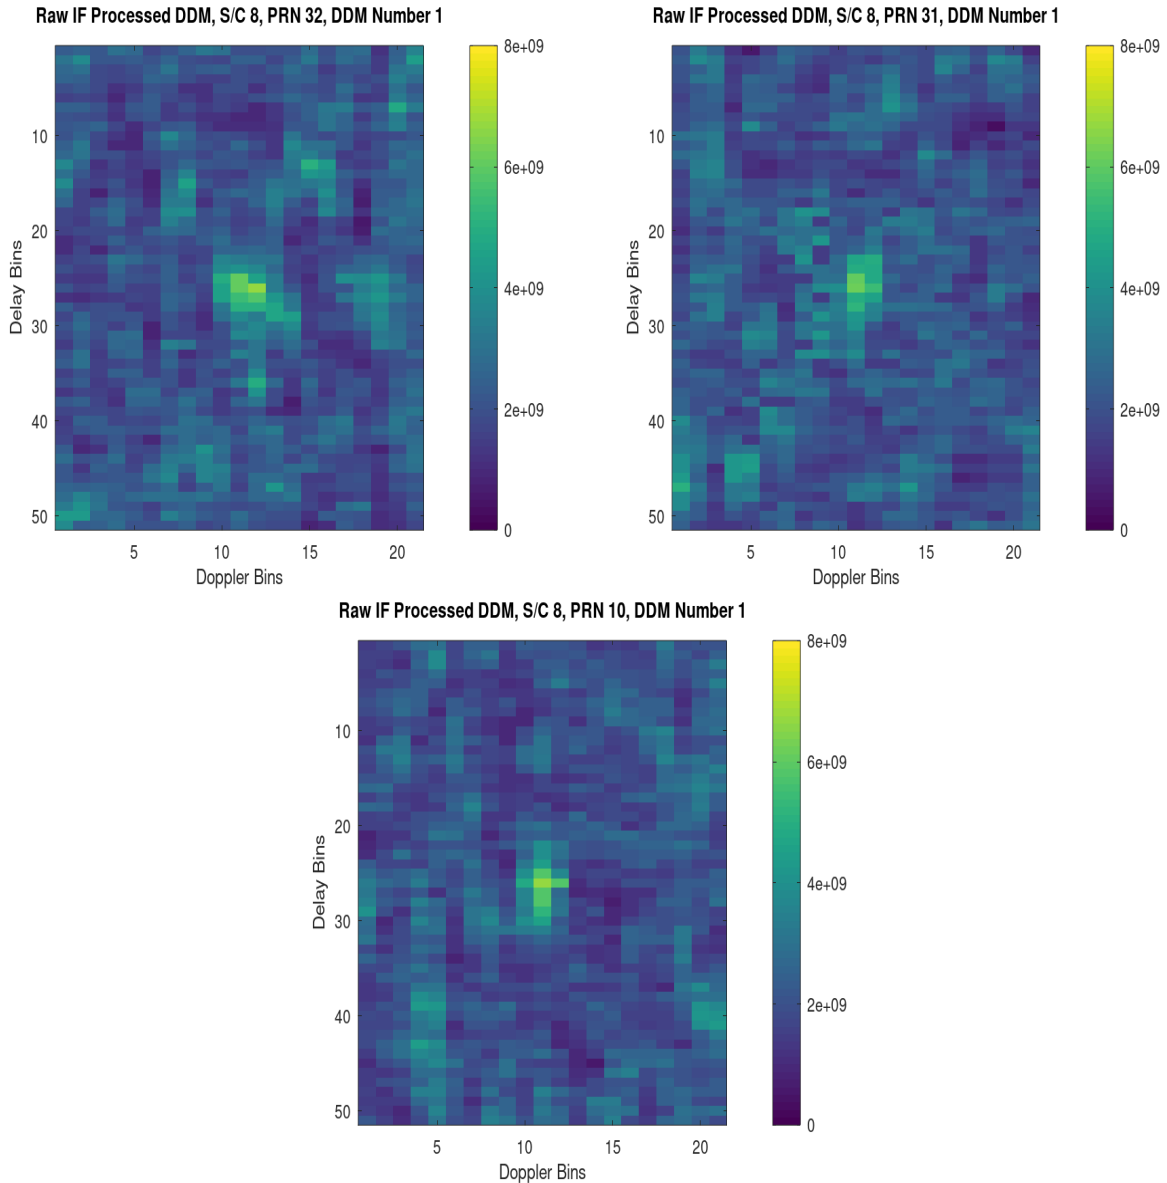 Raw IF Processed DDM, S/C 8, PRN 32, DDM Number 1
8e+09
6e+09
4e+09
2e+09
0
10
20
30
40
50
Delay Bins
5
10
15
20
Doppler Bins
Raw IF Processed DDM, S/C 8, PRN 31, DDM Number 1
8e+09
6e+09
4e+09
2e+09
0
10
20
30
40
50
Delay Bins
5
10
15
20
Doppler Bins
Raw IF Processed DDM, S/C 8, PRN 10, DDM Number 1
8e+09
6e+09
4e+09
2e+09
0
10
20
30
40
50
Delay Bins
5
10
15
20
Doppler Bins